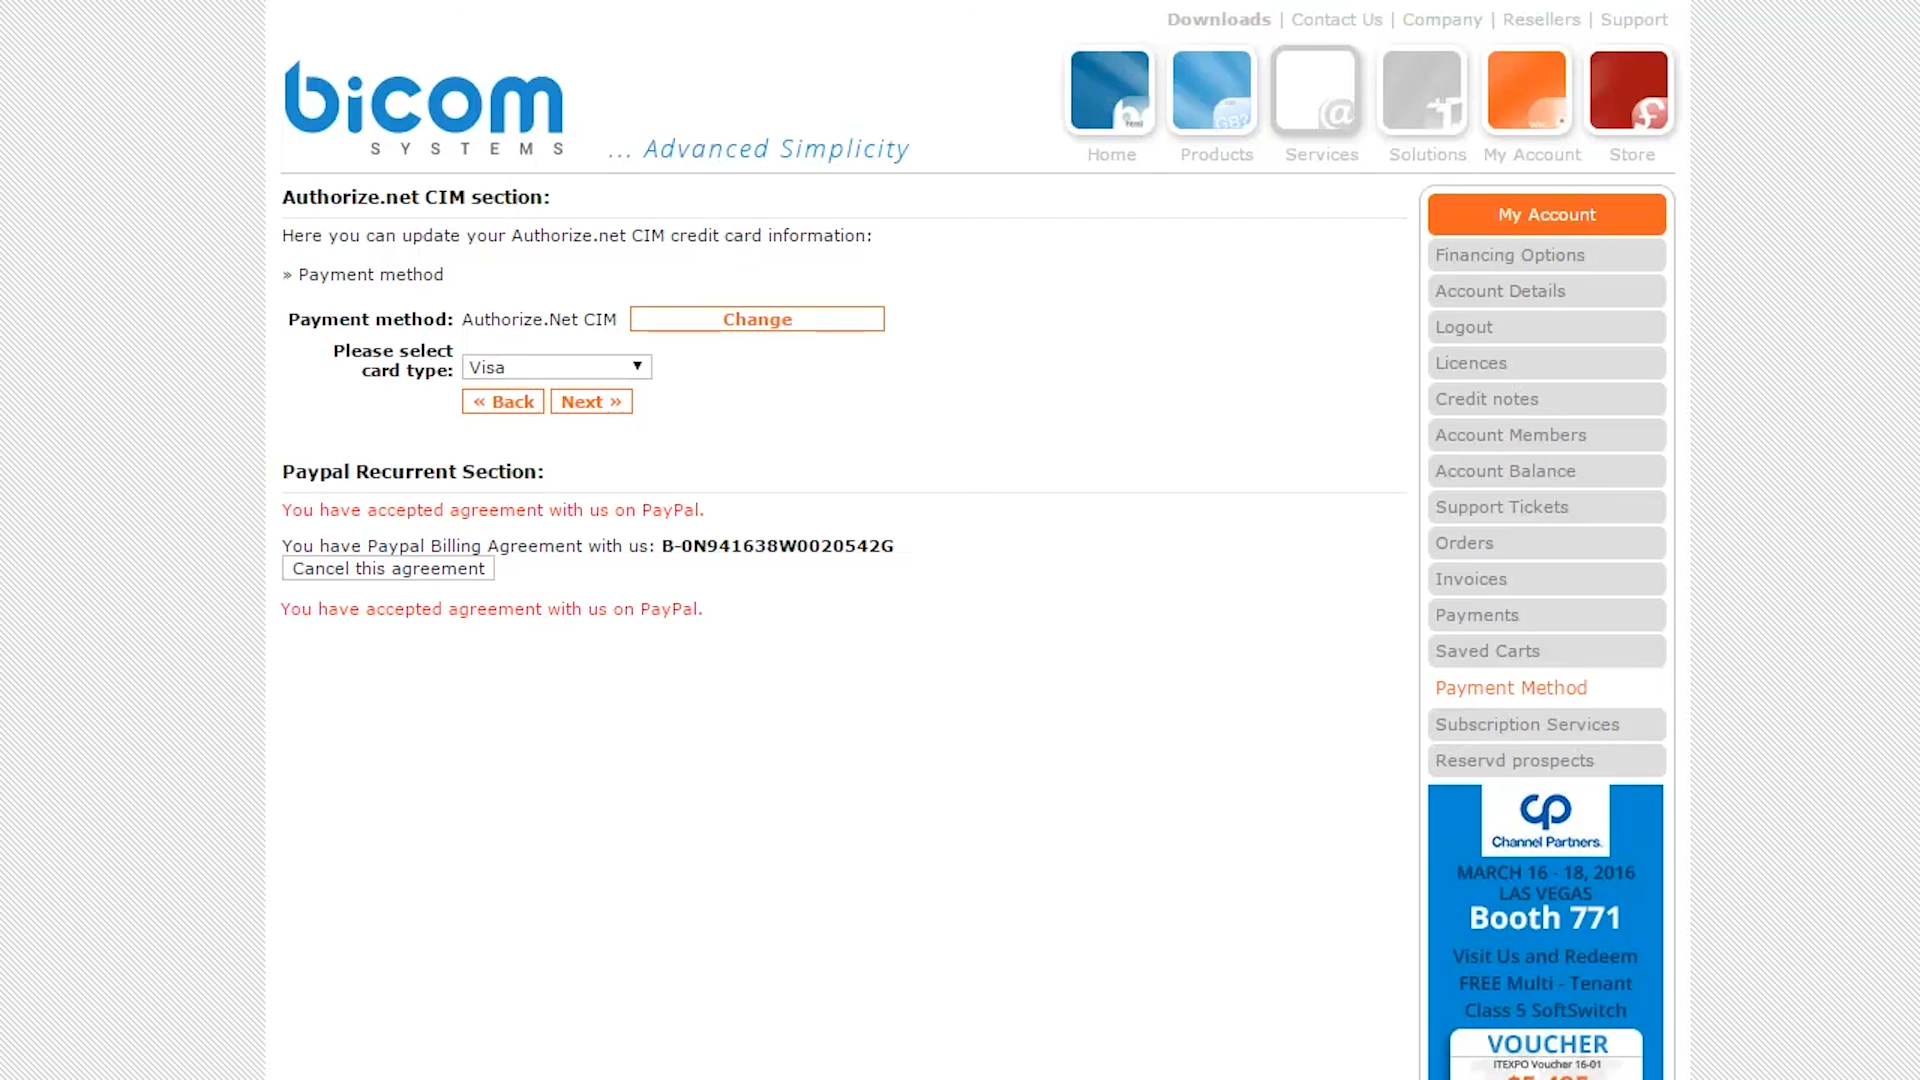 Downloads | Contact Us | Company | Resellers | Support
bicom
SYSTEMS
... Advanced Simplicity
Home Products Services Solutions My Account Store
Authorize.net CIM section:
Here you can update your Authorize.net CIM credit card information:
» Payment method
Payment method: Authorize.Net CIM Change
Please select
card type: Visa
« Back Next »
Paypal Recurrent Section:
You have accepted agreement with us on PayPal.
You have Paypal Billing Agreement with us: B-0N941638W0020542G
Cancel this agreement
You have accepted agreement with us on PayPal.
My Account
Financing Options
Account Details
Logout
Licences
Credit notes
Account Members
Account Balance
Support Tickets
Orders
Invoices
Payments
Saved Carts
Payment Method
Subscription Services
Reservd prospects
cp
Channel Partners
MARCH 16 - 18, 2016
LAS VEGAS
Booth 771
Visit Us and Redeem
FREE Multi - Tenant
Class 5 SoftSwitch
VOUCHER
ITEXPO Voucher 16-01